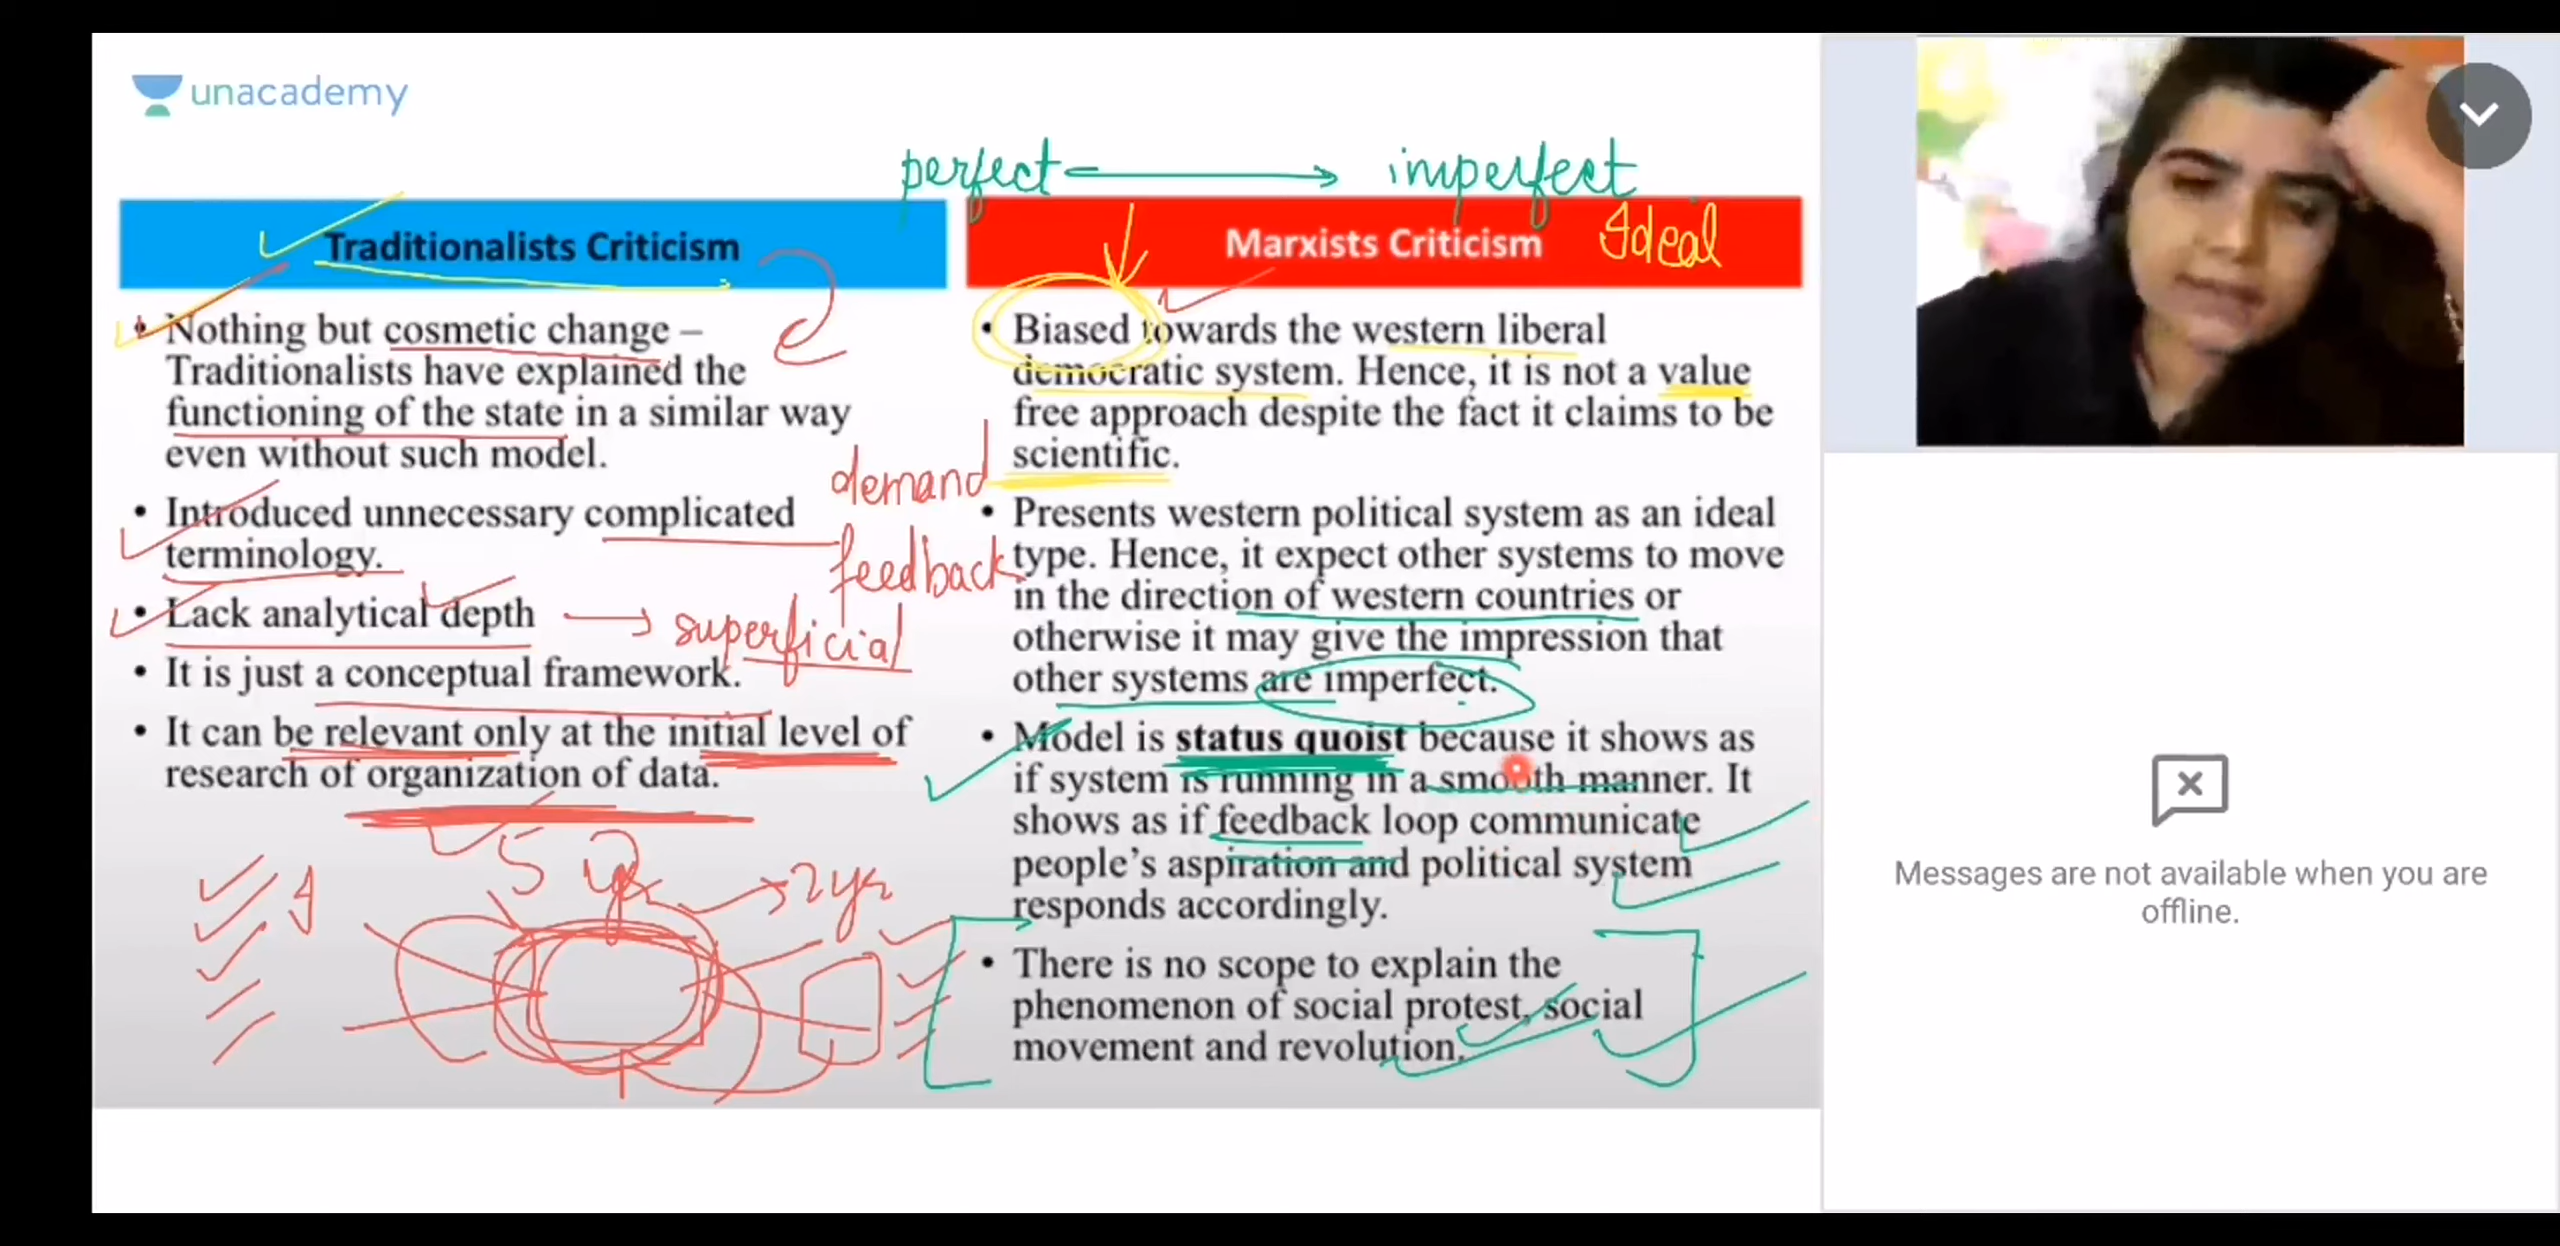 unacademy
perfect
imperfect
Traditionalists Criticism
• Nothing but cosmetic change –
Traditionalists have explained the
functioning of the state in a similar way
even without such model.
• Introduced unnecessary complicated
terminology.
• Lack analytical depth
superficial
• It is just a conceptual framework.
• It can be relevant only at the initial level of
research of organization of data.
demand
feedback
5 yr
2yr
Marxists Criticism
Ideal
• Biased towards the western liberal
democratic system. Hence, it is not a value
free approach despite the fact it claims to be
scientific.
• Presents western political system as an ideal
type. Hence, it expect other systems to move
in the direction of western countries or
otherwise it may give the impression that
other systems are imperfect.
• Model is status quoist because it shows as
if system is running in a smooth manner. It
shows as if feedback loop communicate
people's aspiration and political system
responds accordingly.
• There is no scope to explain the
phenomenon of social protest, social
movement and revolution.
Messages are not available when you are
offline.